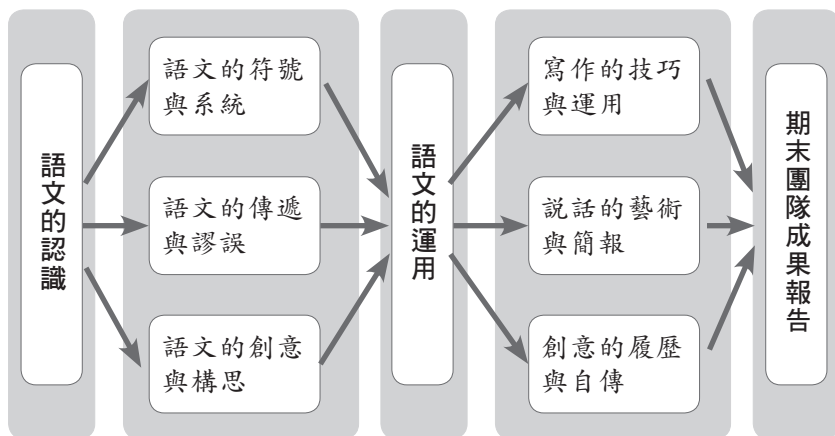 語文的認識
語文的符號
與系統
語文的傳遞
與謬誤
語文的創意
與構思
語文的運用
寫作的技巧
與運用
說話的藝術
與簡報
創意的履歷
與自傳
期末團隊成果報告